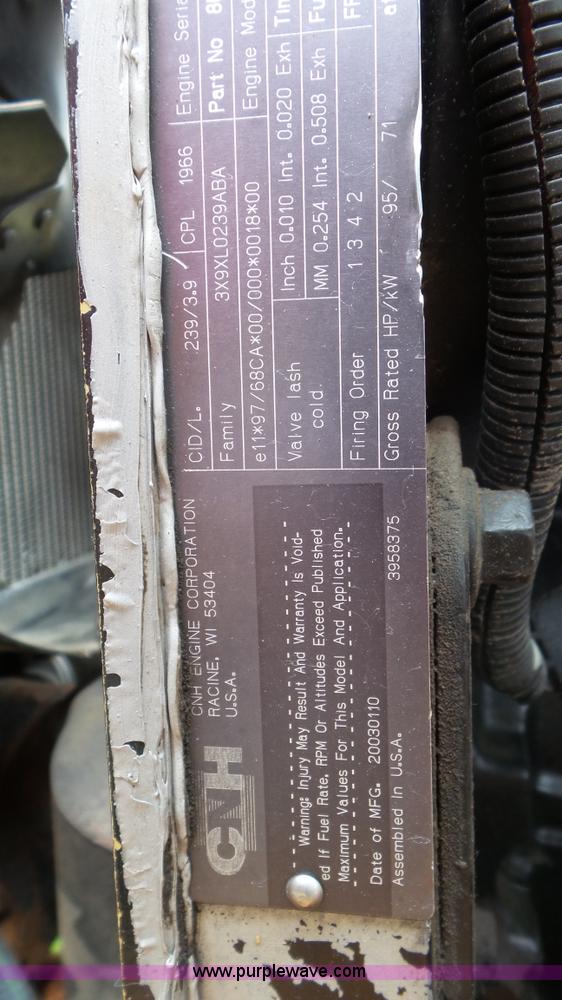 CNH
CNH ENGINE CORPORATION
RACINE, WI 53404
U.S.A.
Warning: Injury May Result And Warranty Is Void-
ed If Fuel Rate, RPM Or Altitudes Exceed Published
Maximum Values For This Model And Application.
Date of MFG. 20030110
Assembled In U.S.A. 3958375
CID/L. 239/3.9 / CPL 1966 Engine Seria
Family 3X9XL0239ABA Part No 80
e11*97/68CA*00/000*0018*00 Engine Mod
Valve lash cold. Inch 0.010 Int. 0.020 Exh Tim
MM 0.254 Int. 0.508 Exh Fu
Firing Order 1 3 4 2 FR
Gross Rated HP/kW 95/ 71 at
www.purplewave.com